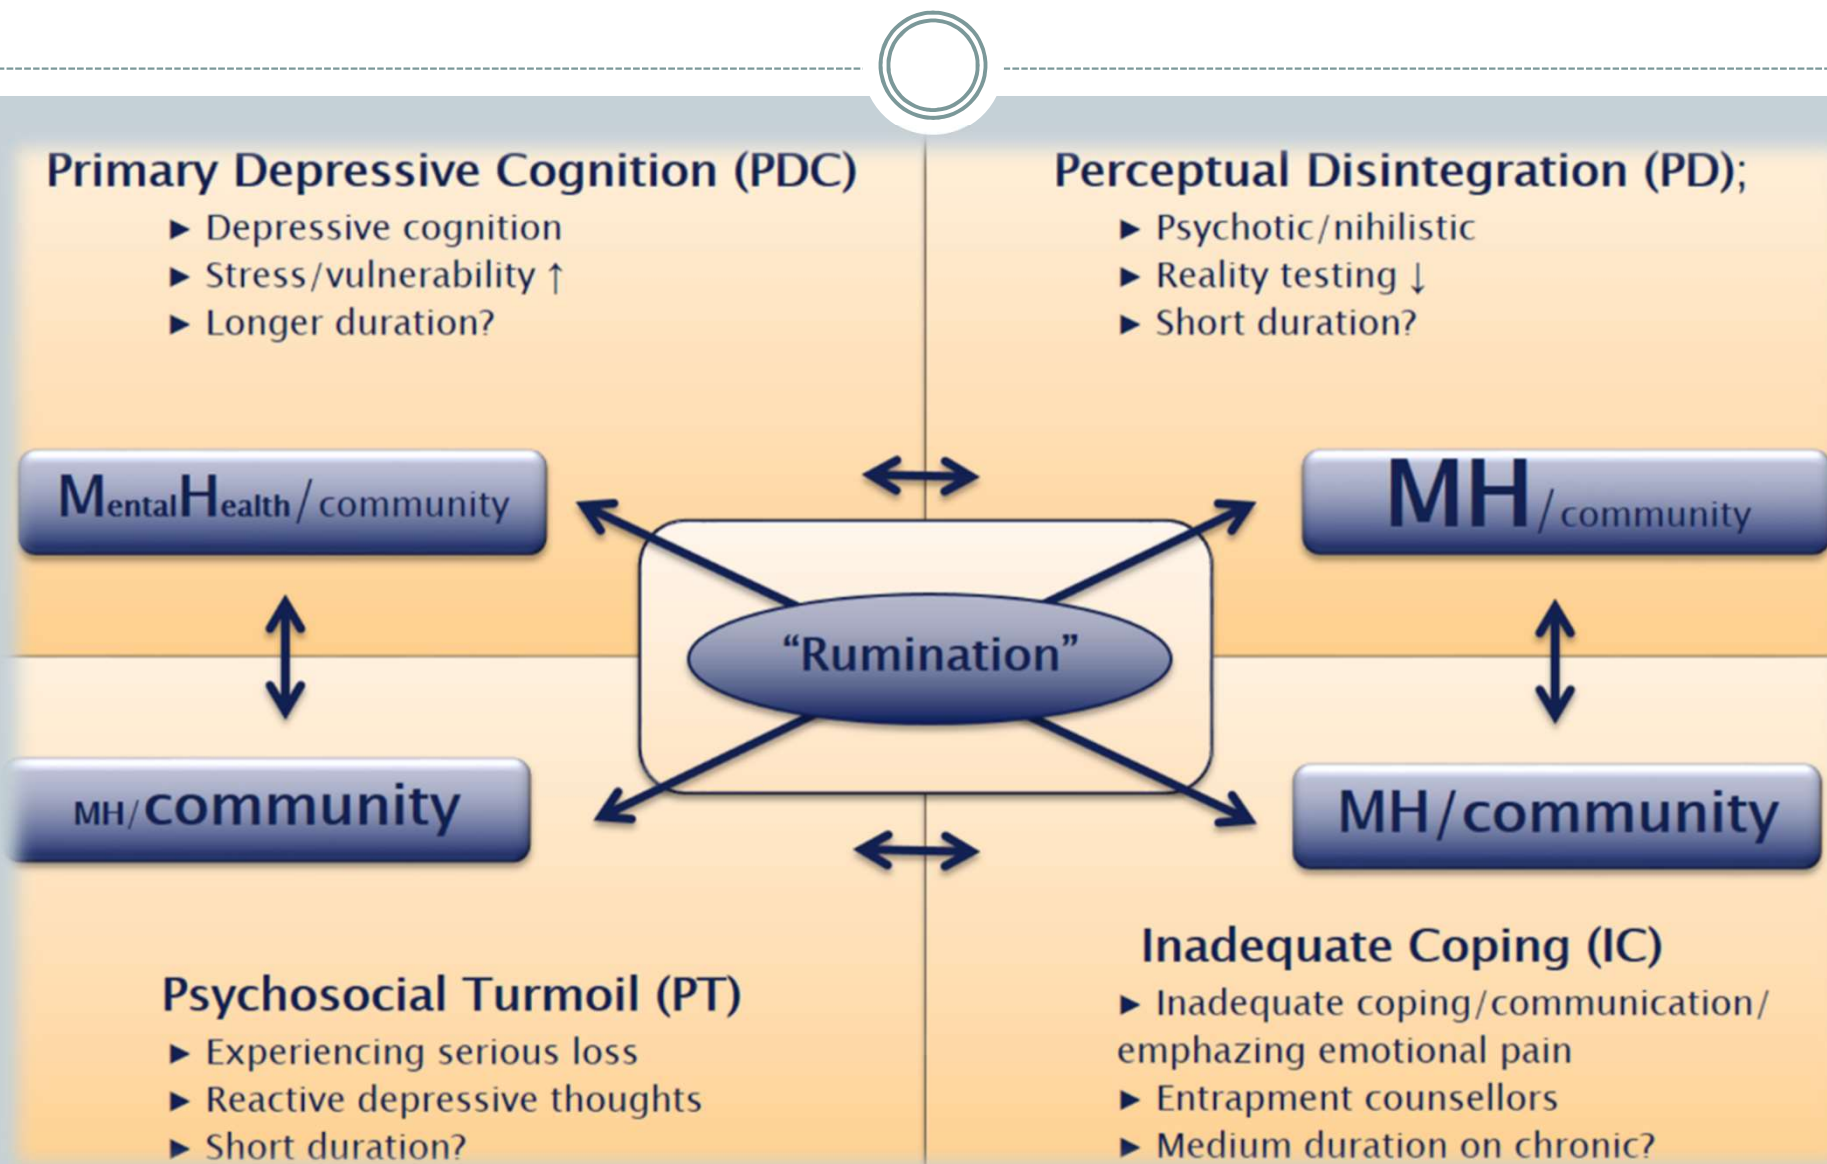 Primary Depressive Cognition (PDC)
► Depressive cognition
► Stress/vulnerability ↑
► Longer duration?
Perceptual Disintegration (PD);
► Psychotic/nihilistic
► Reality testing ↓
► Short duration?
MentalHealth/community
MH/community
“Rumination”
MH/community
MH/community
Psychosocial Turmoil (PT)
► Experiencing serious loss
► Reactive depressive thoughts
► Short duration?
Inadequate Coping (IC)
► Inadequate coping/communication/
emphazing emotional pain
► Entrapment counsellors
► Medium duration on chronic?